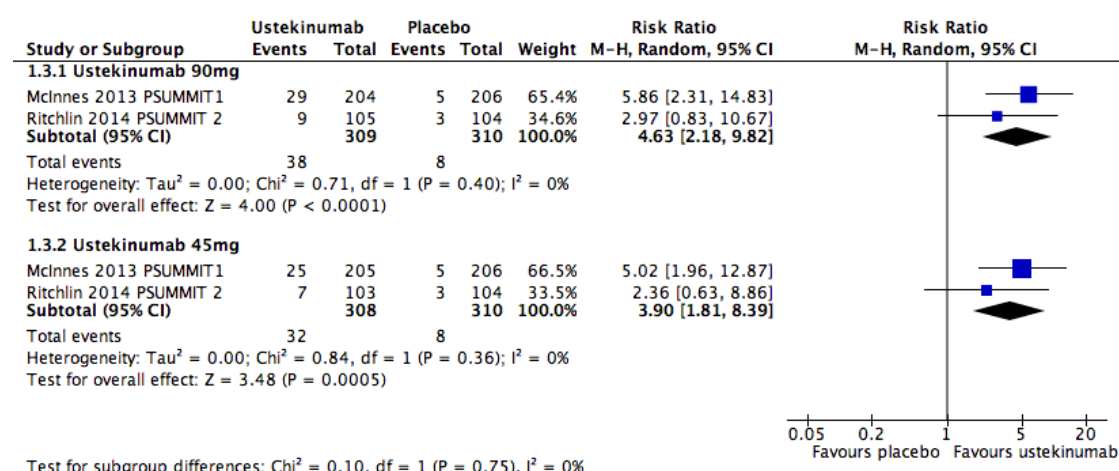 Ustekinumab Placebo Risk Ratio Risk Ratio
Study or Subgroup Events Total Events Total Weight M-H, Random, 95% CI M-H, Random, 95% CI
1.3.1 Ustekinumab 90mg
McInnes 2013 PSUMMIT1 29 204 5 206 65.4% 5.86 [2.31, 14.83]
Ritchlin 2014 PSUMMIT 2 9 105 3 104 34.6% 2.97 [0.83, 10.67]
Subtotal (95% CI) 309 310 100.0% 4.63 [2.18, 9.82]
Total events 38 8
Heterogeneity: Tau² = 0.00; Chi² = 0.71, df = 1 (P = 0.40); I² = 0%
Test for overall effect: Z = 4.00 (P < 0.0001)
1.3.2 Ustekinumab 45mg
McInnes 2013 PSUMMIT1 25 205 5 206 66.5% 5.02 [1.96, 12.87]
Ritchlin 2014 PSUMMIT 2 7 103 3 104 33.5% 2.36 [0.63, 8.86]
Subtotal (95% CI) 308 310 100.0% 3.90 [1.81, 8.39]
Total events 32 8
Heterogeneity: Tau² = 0.00; Chi² = 0.84, df = 1 (P = 0.36); I² = 0%
Test for overall effect: Z = 3.48 (P = 0.0005)
0.05 0.2 1 5 20
Favours placebo Favours ustekinumab
Test for subgroup differences: Chi² = 0.10, df = 1 (P = 0.75), I² = 0%